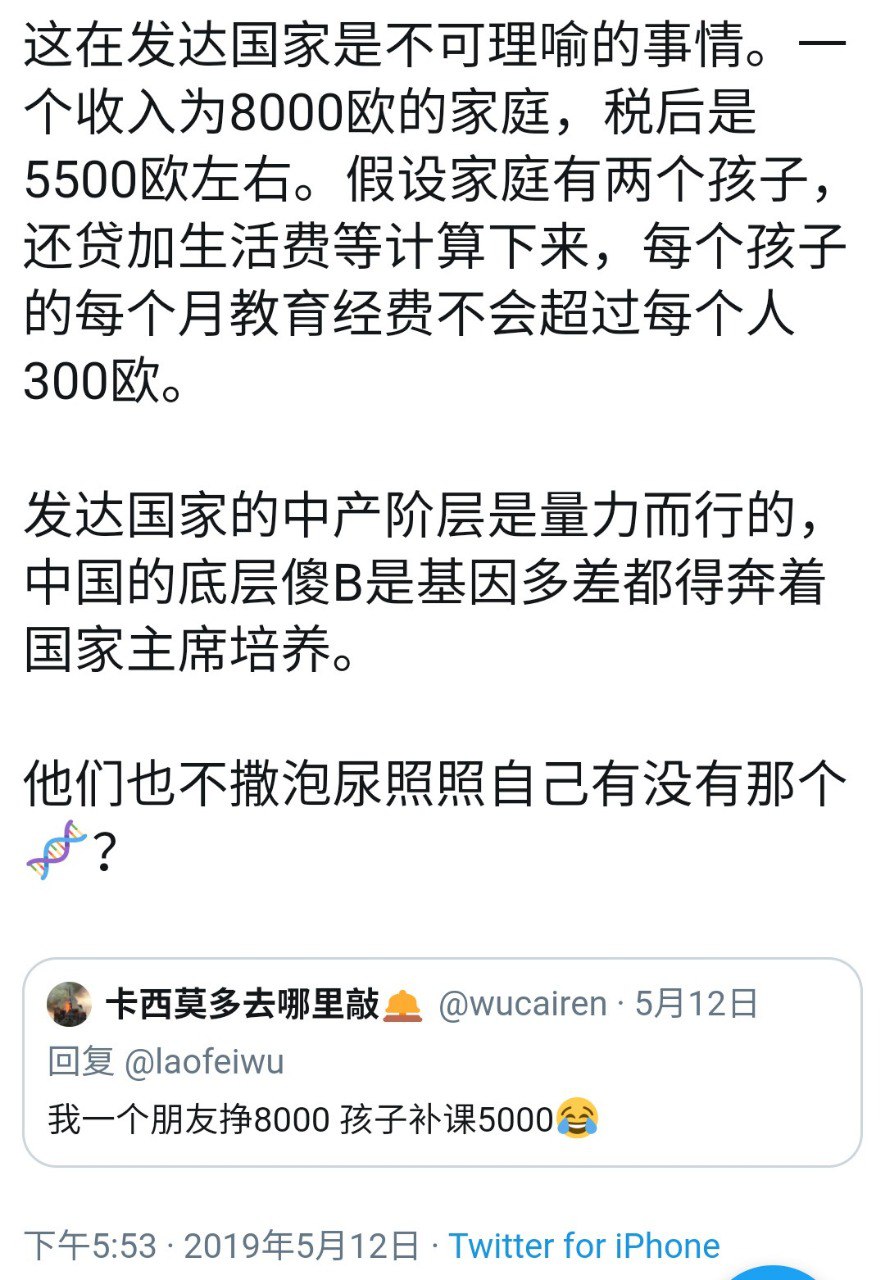 这在发达国家是不可理喻的事情。一
个收入为8000欧的家庭，税后是
5500欧左右。假设家庭有两个孩子，
还贷加生活费等计算下来，每个孩子
的每个月教育经费不会超过每个人
300欧。
发达国家的中产阶层是量力而行的，
中国的底层傻B是基因多差都得奔着
国家主席培养。
他们也不撒泡尿照照自己有没有那个
🧬？
卡西莫多去哪里敲🛎 @wucairen · 5月12日
回复 @laofeiwu
我一个朋友挣8000 孩子补课5000😂
下午5:53 · 2019年5月12日 · Twitter for iPhone